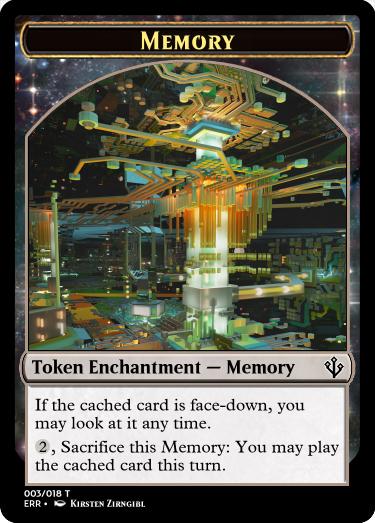 Memory
Token Enchantment — Memory
If the cached card is face-down, you
may look at it any time.
2, Sacrifice this Memory: You may play
the cached card this turn.
003/018 T
ERR • Kirsten Zirngibl